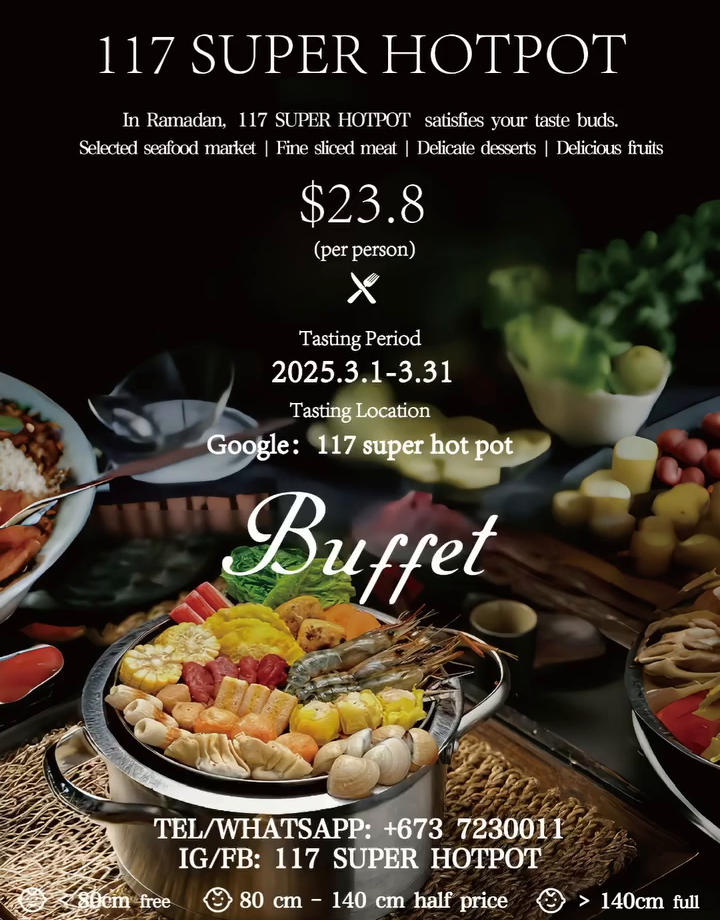 117 SUPER HOTPOT
In Ramadan, 117 SUPER HOTPOT satisfies your taste buds.
Selected seafood market | Fine sliced meat | Delicate desserts | Delicious fruits
$23.8
(per person)
Tasting Period
2025.3.1-3.31
Tasting Location
Google： 117 super hot pot
Buffet
TEL/WHATSAPP: +673 7230011
IG/FB: 117 SUPER HOTPOT
< 80cm free 80 cm - 140 cm half price > 140cm full